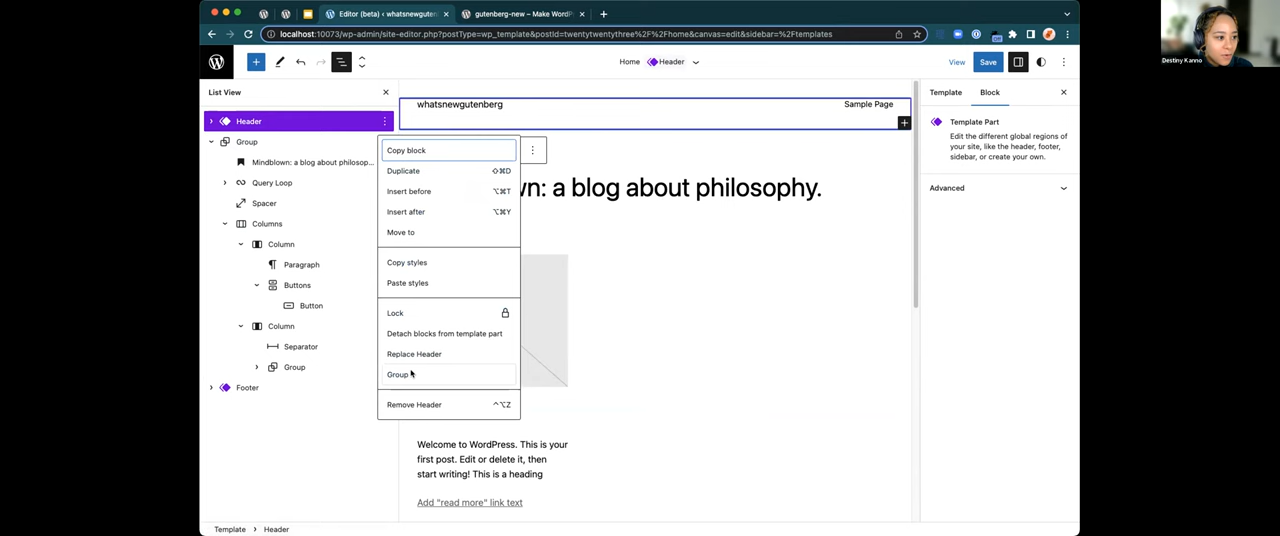 Editor (beta) ‹ whatsnewguten
gutenberg-new – Make WordP
localhost:10073/wp-admin/site-editor.php?postType=wp_template&postId=twentytwentythree%2F%2Fhome&canvas=edit&sidebar=%2Ftemplates
Off
Destiny Kanno
Home
Header
View
Save
List View
Header
Group
Mindblown: a blog about philosop...
Query Loop
Spacer
Columns
Column
Paragraph
Buttons
Button
Column
Separator
Group
Footer
Copy block
Duplicate ⇧⌘D
Insert before ⌥⌘T
Insert after ⌥⌘Y
Move to
Copy styles
Paste styles
Lock
Detach blocks from template part
Replace Header
Group
Remove Header ^⌥Z
whatsnewgutenberg
Sample Page
wn: a blog about philosophy.
Welcome to WordPress. This is your
first post. Edit or delete it, then
start writing! This is a heading
Add "read more" link text
Template
Block
Template Part
Edit the different global regions of
your site, like the header, footer,
sidebar, or create your own.
Advanced
Template › Header